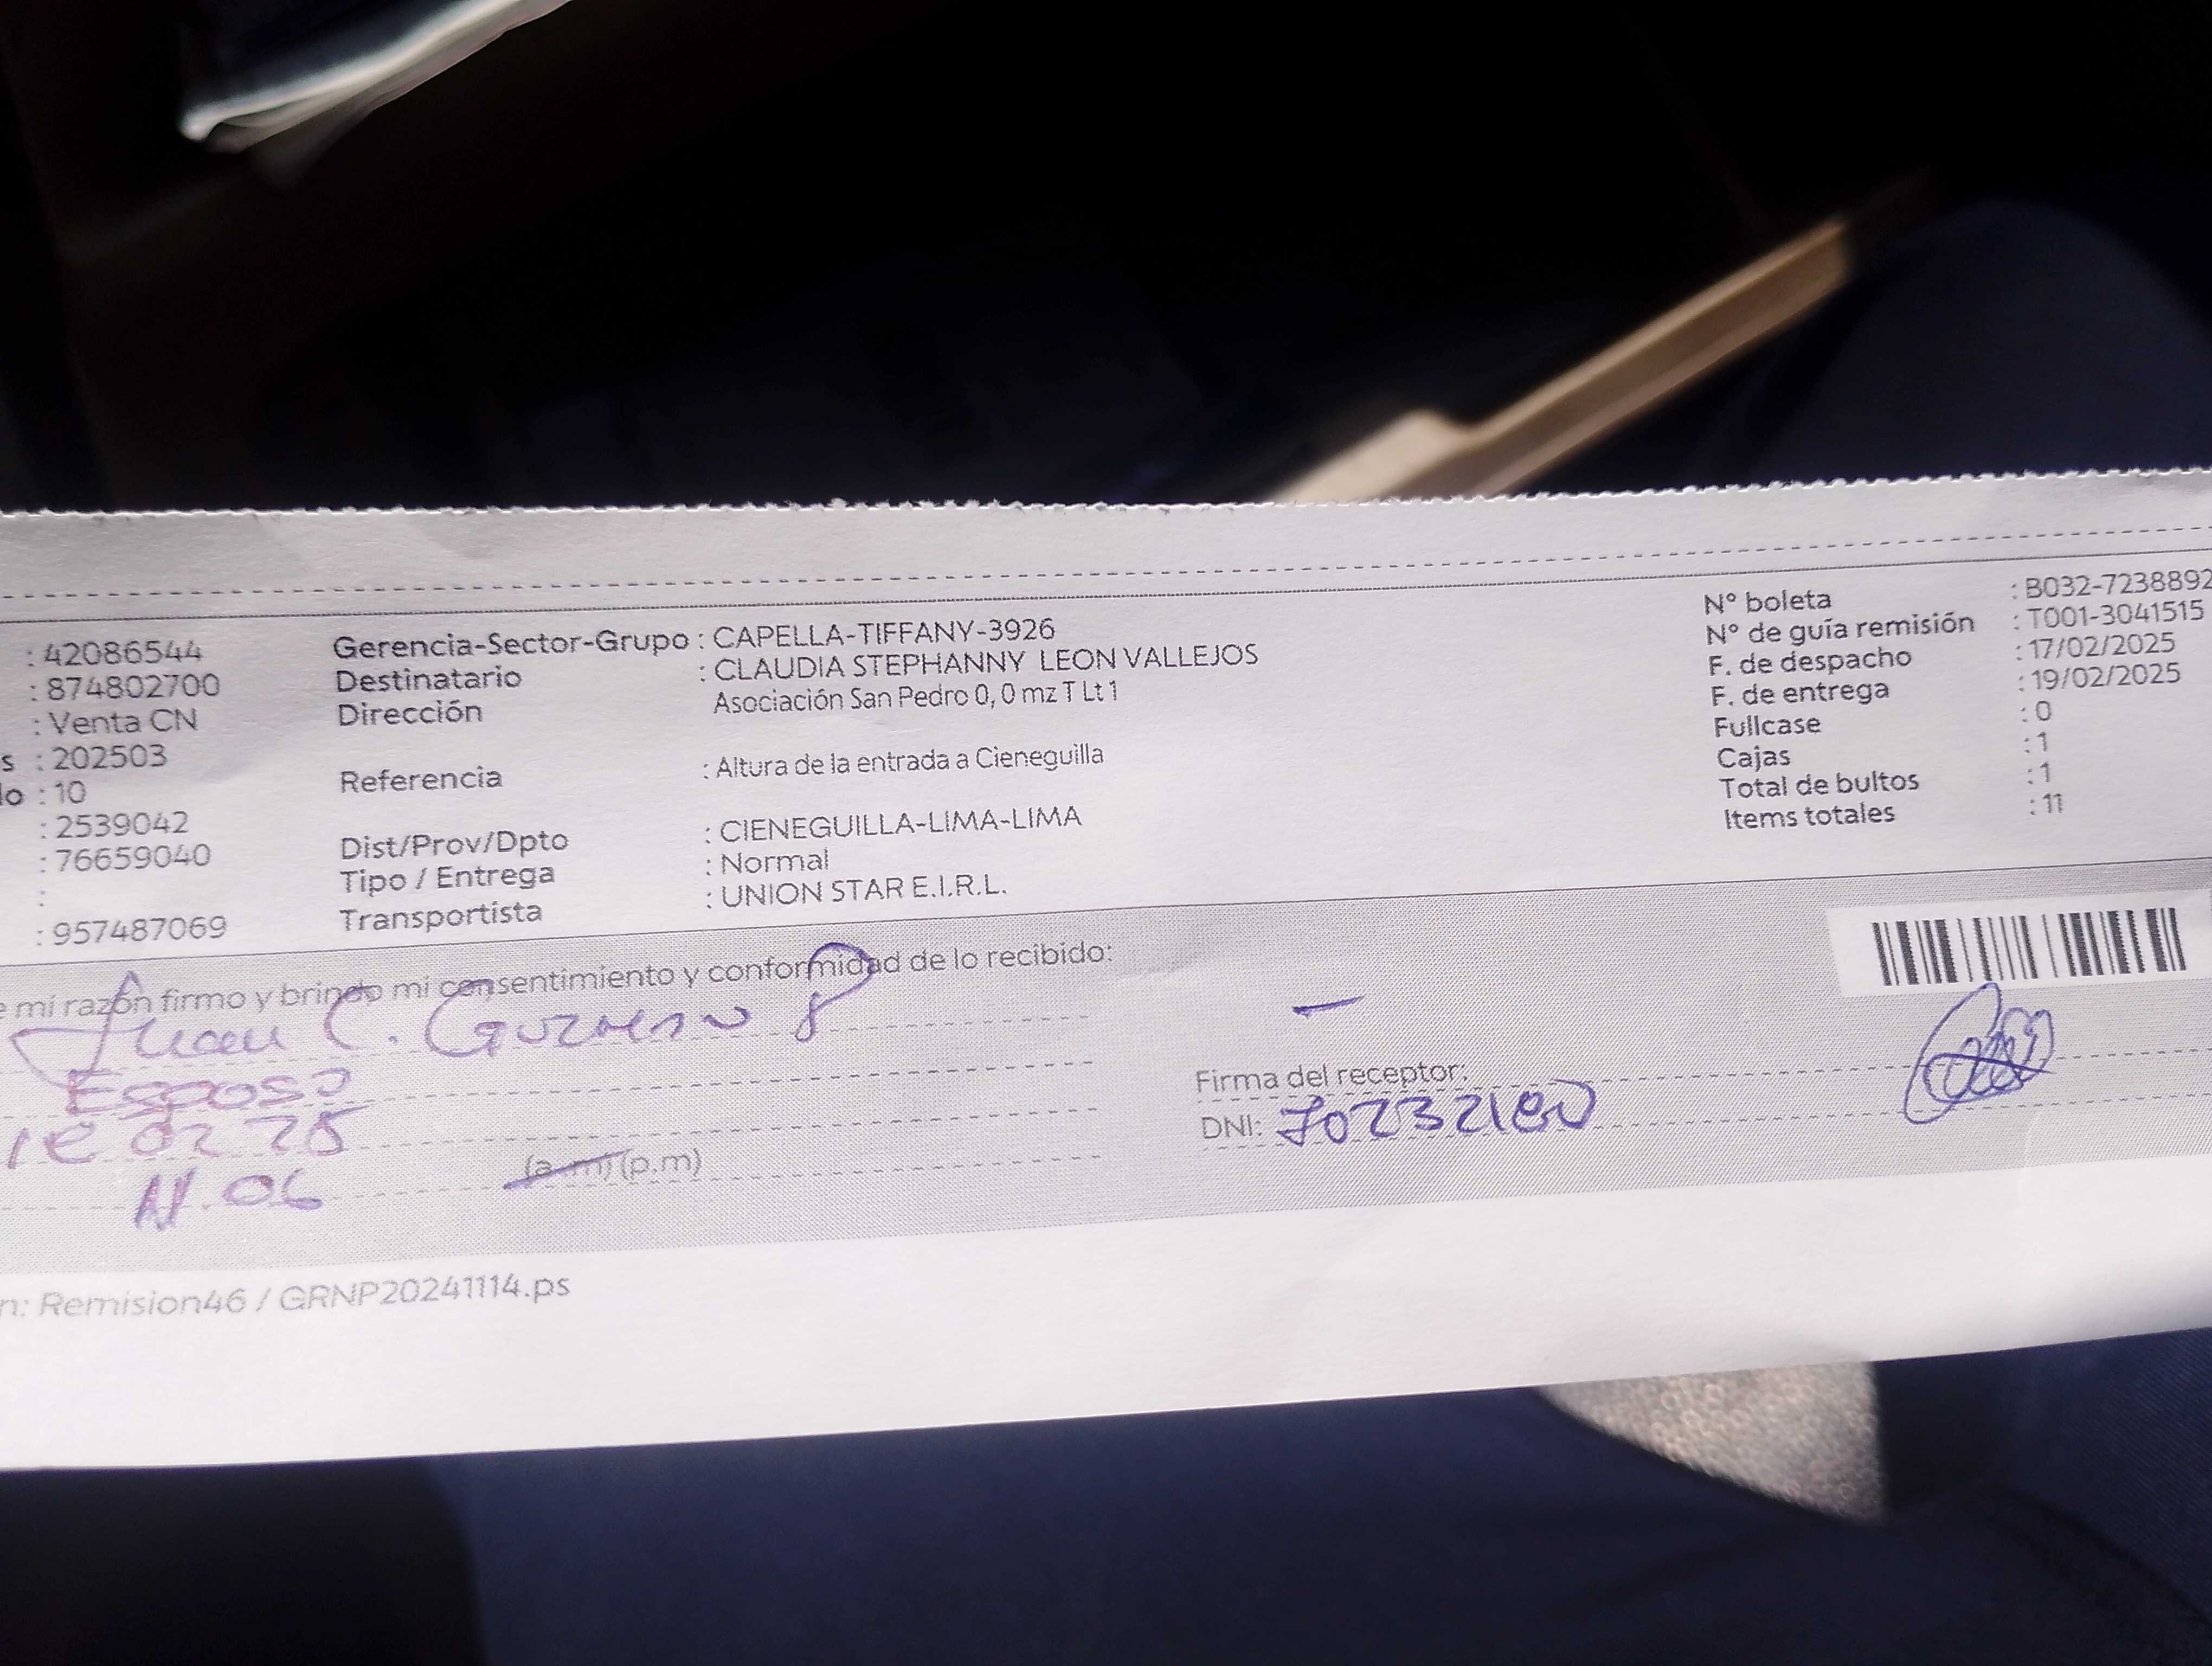 : 42086544
: 874802700
: Venta CN
s : 202503
lo : 10
: 2539042
: 76659040
:
: 957487069
Gerencia-Sector-Grupo : CAPELLA-TIFFANY-3926
Destinatario : CLAUDIA STEPHANNY LEON VALLEJOS
Dirección Asociación San Pedro 0, 0 mz T Lt 1
Referencia : Altura de la entrada a Cieneguilla
Dist/Prov/Dpto : CIENEGUILLA-LIMA-LIMA
Tipo / Entrega : Normal
Transportista : UNION STAR E.I.R.L.
N° boleta : B032-7238892
N° de guía remisión : T001-3041515
F. de despacho : 17/02/2025
F. de entrega : 19/02/2025
Fullcase : 0
Cajas : 1
Total de bultos : 1
Items totales : 11
e mi razón firmo y brindo mi consentimiento y conformidad de lo recibido:
Juan C.
Esposo
02 25
(a.m) (p.m)
Firma del receptor:
DNI:
n: Remision46 / GRNP20241114.ps